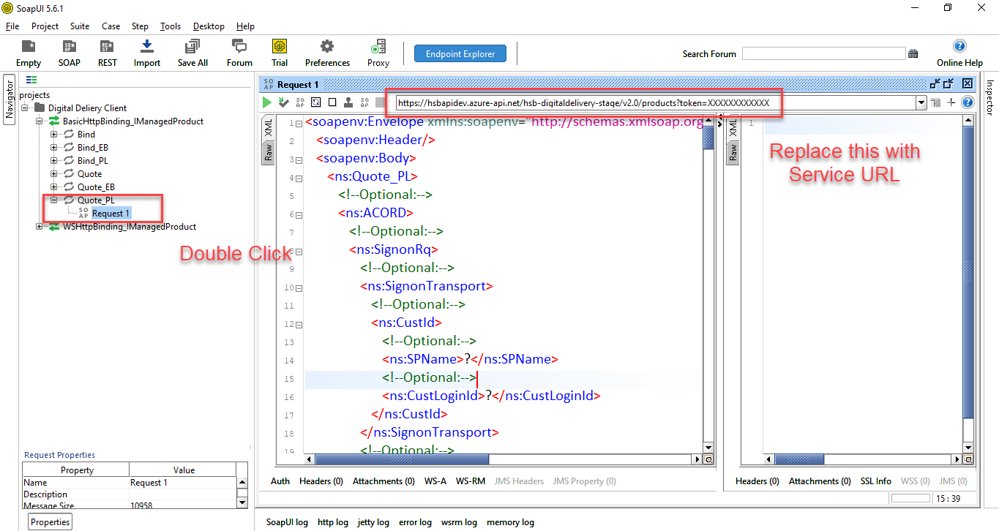 SoapUI 5.6.1
File Project Suite Case Step Tools Desktop Help
Empty SOAP REST Import Save All Forum Trial Preferences Proxy
Endpoint Explorer
Search Forum
Online Help
Navigator
projects
Digital Delivery Client
BasicHttpBinding_IManagedProduct
Bind
Bind_EB
Bind_PL
Quote
Quote_EB
Quote_PL
SOAP Request 1
WSHttpBinding_IManagedProduct
Double Click
Request Properties
Property Value
Name Request 1
Description
Message Size 10958
Properties
SOAP Request 1
https://hsbapidev.azure-api.net/hsb-digitaldelivery-stage/v2.0/products?token=XXXXXXXXXXXX
XML
Raw
1 <soapenv:Envelope xmlns:soapenv="http://schemas.xmlsoap.org
2 <soapenv:Header/>
3 <soapenv:Body>
4 <ns:Quote_PL>
5 <!--Optional:-->
6 <ns:ACORD>
7 <!--Optional:-->
8 <ns:SignonRq>
9 <!--Optional:-->
10 <ns:SignonTransport>
11 <!--Optional:-->
12 <ns:CustId>
13 <!--Optional:-->
14 <ns:SPName>?</ns:SPName>
15 <!--Optional:-->
16 <ns:CustLoginId>?</ns:CustLoginId>
17 </ns:CustId>
18 </ns:SignonTransport>
19 <!--Optional:-->
XML
Raw
1
Replace this with
Service URL
Inspector
Auth Headers (0) Attachments (0) WS-A WS-RM JMS Headers JMS Property (0)
Headers (0) Attachments (0) SSL Info WSS (0) JMS (0)
15 : 39
SoapUI log http log jetty log error log wsrm log memory log